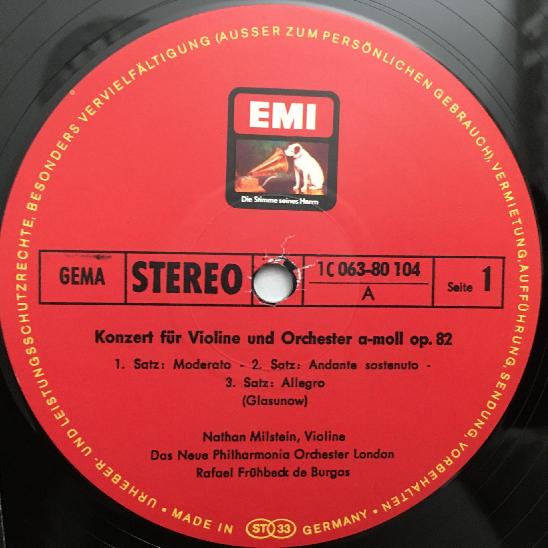 URHEBER- UND LEISTUNGSSCHUTZRECHTE, BESONDERS VERVIELFÄLTIGUNG (AUSSER ZUM PERSÖNLICHEN GEBRAUCH), VERMIETUNG, AUFFÜHRUNG, SENDUNG, VORBEHALTEN •
EMI
Die Stimme seines Herrn
GEMA
STEREO
1C 063-80 104
A
Seite 1
Konzert für Violine und Orchester a-moll op. 82
1. Satz: Moderato - 2. Satz: Andante sostenuto -
3. Satz: Allegro
(Glasunow)
Nathan Milstein, Violine
Das Neue Philharmonia Orchester London
Rafael Frühbeck de Burgos
• MADE IN ST 33 GERMANY •